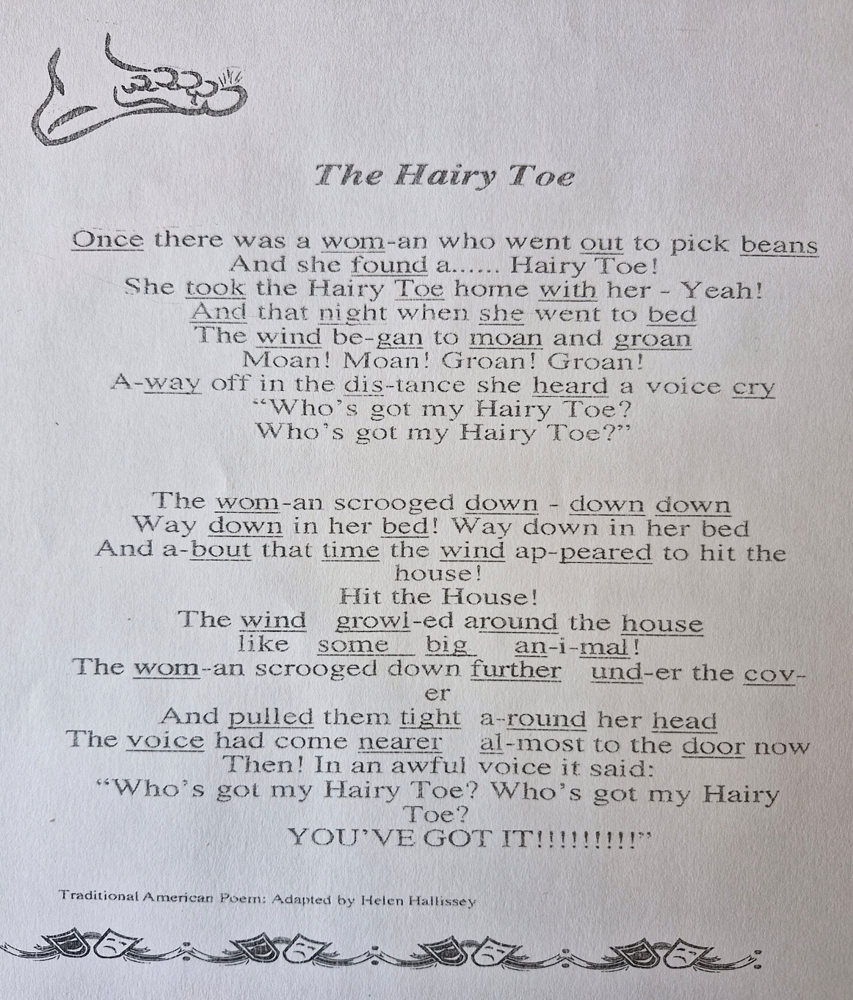 The Hairy Toe
Once there was a wom-an who went out to pick beans
And she found a...... Hairy Toe!
She took the Hairy Toe home with her - Yeah!
And that night when she went to bed
The wind be-gan to moan and groan
Moan! Moan! Groan! Groan!
A-way off in the dis-tance she heard a voice cry
“Who’s got my Hairy Toe?
Who’s got my Hairy Toe?”
The wom-an scrooged down - down down
Way down in her bed! Way down in her bed
And a-bout that time the wind ap-peared to hit the
house!
Hit the House!
The wind growl-ed around the house
like some big an-i-mal!
The wom-an scrooged down further und-er the cov-
er
And pulled them tight a-round her head
The voice had come nearer al-most to the door now
Then! In an awful voice it said:
“Who’s got my Hairy Toe? Who’s got my Hairy
Toe?
YOU’VE GOT IT!!!!!!!!!!”
Traditional American Poem: Adapted by Helen Hallissey